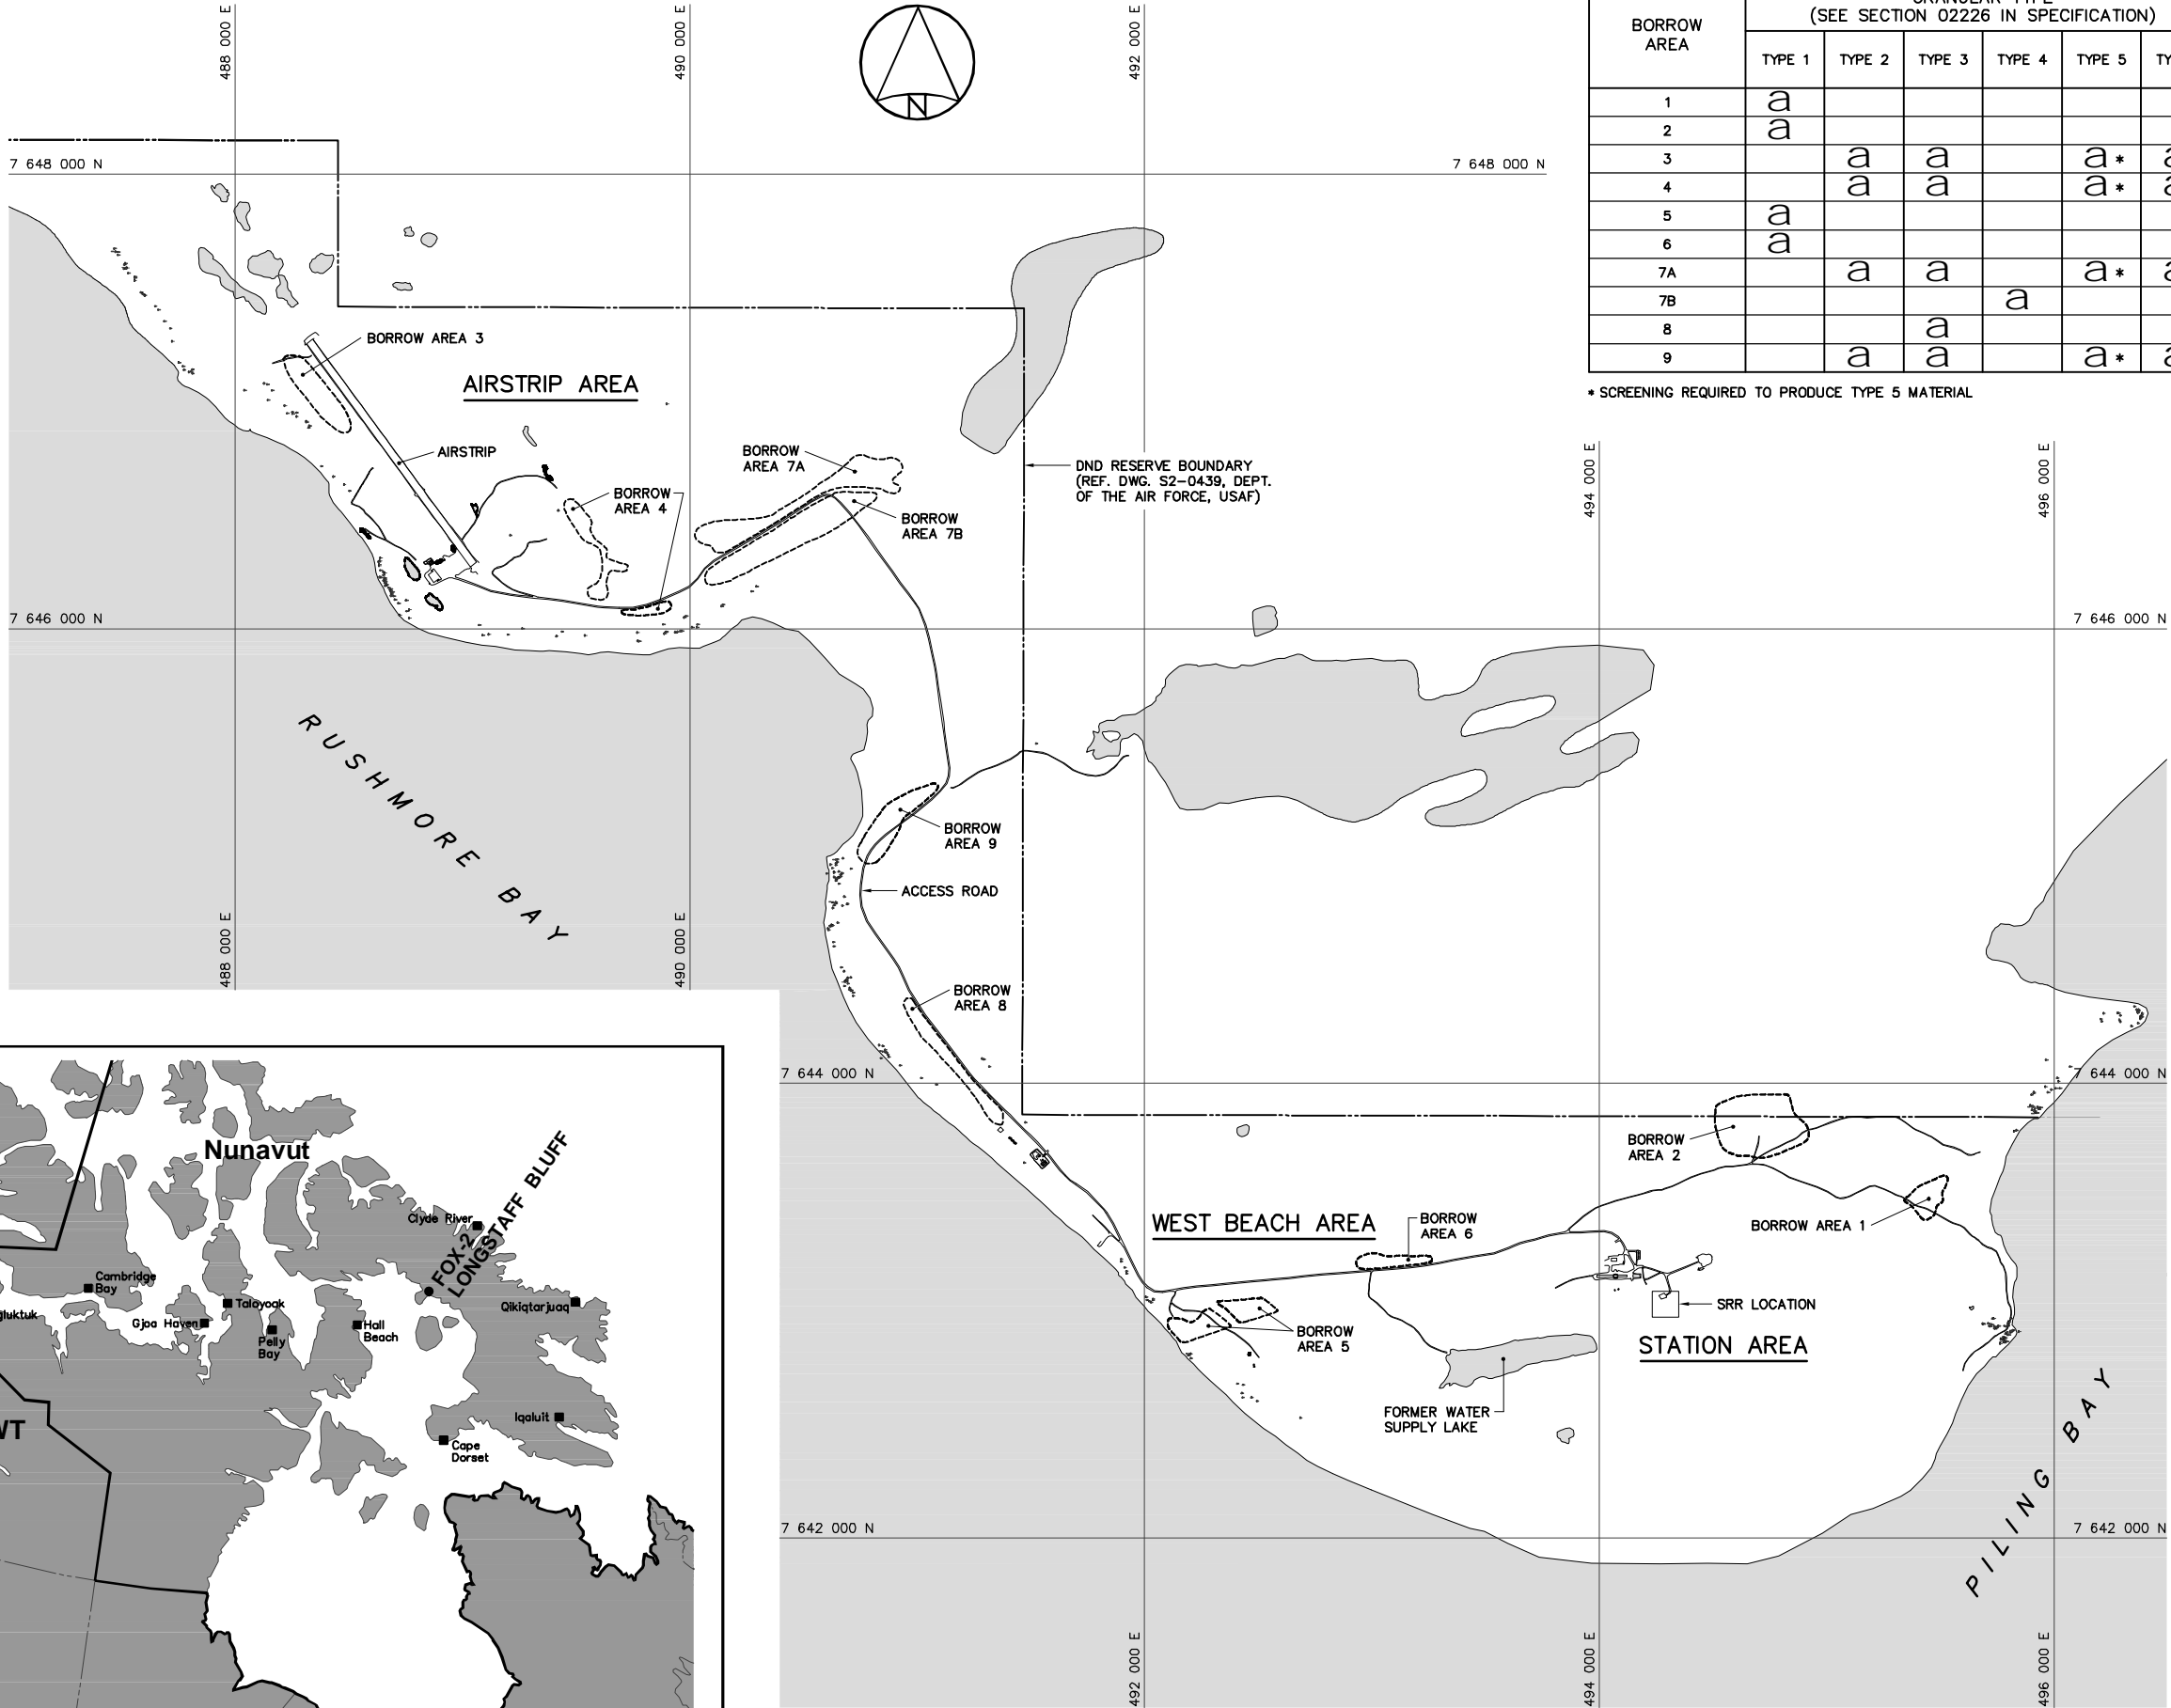 488 000 E
490 000 E
492 000 E
N
(SEE SECTION 02226 IN SPECIFICATION)
BORROW
AREA
TYPE 1 TYPE 2 TYPE 3 TYPE 4 TYPE 5
1 a
2 a
3 a a a *
4 a a a *
5 a
6 a
7A a a a *
7B a
8 a
9 a a a *
* SCREENING REQUIRED TO PRODUCE TYPE 5 MATERIAL
7 648 000 N
7 648 000 N
BORROW AREA 3
AIRSTRIP AREA
AIRSTRIP
BORROW
AREA 7A
BORROW
AREA 4
BORROW
AREA 7B
DND RESERVE BOUNDARY
(REF. DWG. S2-0439, DEPT.
OF THE AIR FORCE, USAF)
494 000 E
496 000 E
7 646 000 N
7 646 000 N
RUSHMORE BAY
BORROW
AREA 9
ACCESS ROAD
488 000 E
490 000 E
BORROW
AREA 8
7 644 000 N
7 644 000 N
BORROW
AREA 2
WEST BEACH AREA
BORROW
AREA 6
BORROW AREA 1
SRR LOCATION
BORROW
AREA 5
STATION AREA
FORMER WATER
SUPPLY LAKE
7 642 000 N
7 642 000 N
PILING BAY
492 000 E
494 000 E
496 000 E
Nunavut
Clyde River
FOX-2
LONGSTAFF BLUFF
Cambridge
Bay
Taloyoak
Gjoa Haven
Pelly
Bay
Hall
Beach
Qikiqtarjuaq
Iqaluit
Cape
Dorset